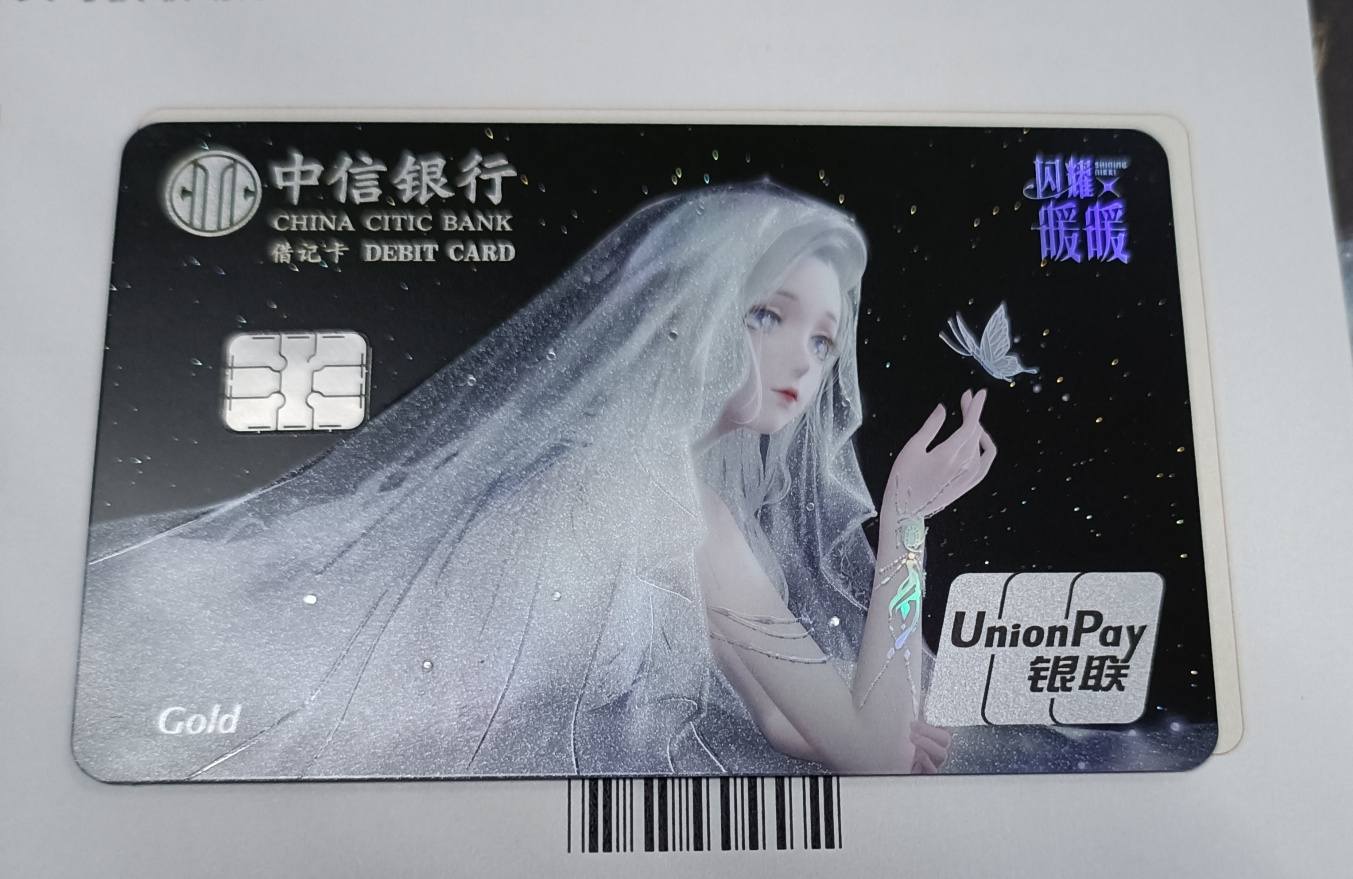 中信银行
CHINA CITIC BANK
借记卡 DEBIT CARD
闪耀 SHINING NIKKI
暖暖
Gold
UnionPay
银联